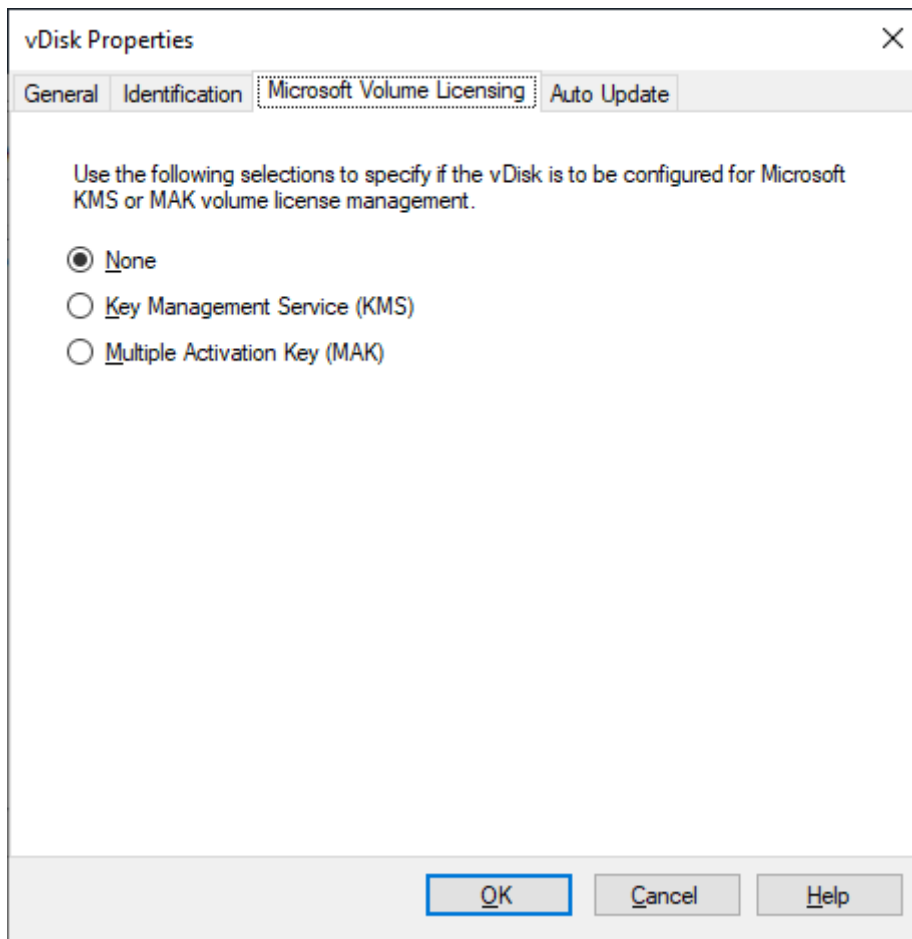 vDisk Properties
General Identification Microsoft Volume Licensing Auto Update
Use the following selections to specify if the vDisk is to be configured for Microsoft
KMS or MAK volume license management.
None
Key Management Service (KMS)
Multiple Activation Key (MAK)
OK Cancel Help